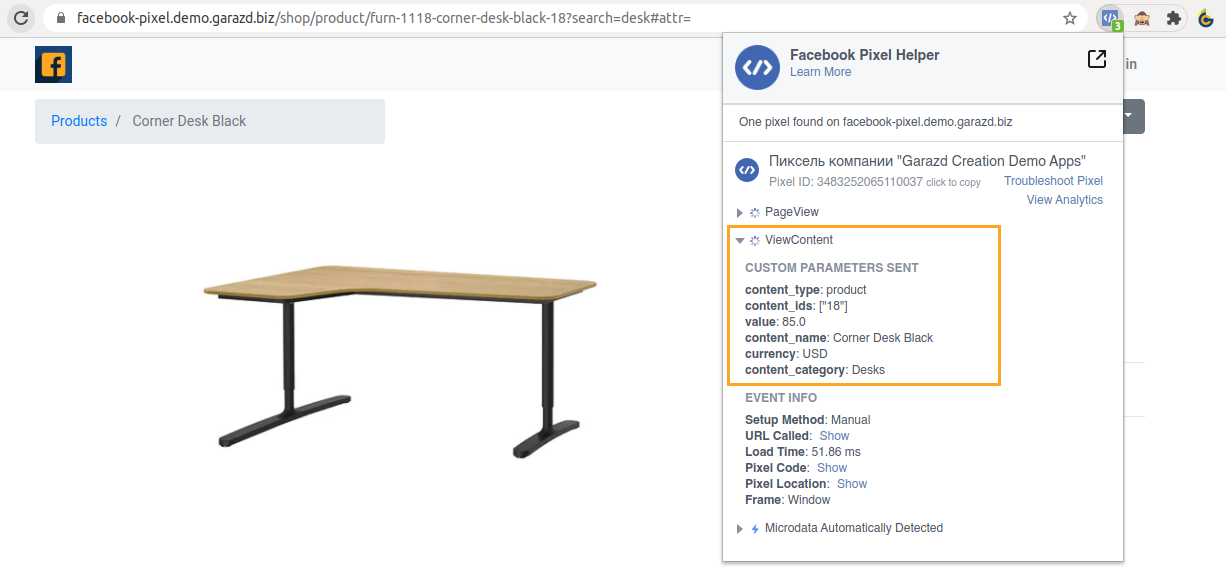 facebook-pixel.demo.garazd.biz/shop/product/furn-1118-corner-desk-black-18?search=desk#attr=
3
Facebook Pixel Helper
Learn More
in
Products / Corner Desk Black
One pixel found on facebook-pixel.demo.garazd.biz
Пиксель компании "Garazd Creation Demo Apps"
Pixel ID: 3483252065110037 click to copy
Troubleshoot Pixel
View Analytics
PageView
ViewContent
CUSTOM PARAMETERS SENT
content_type: product
content_ids: ["18"]
value: 85.0
content_name: Corner Desk Black
currency: USD
content_category: Desks
EVENT INFO
Setup Method: Manual
URL Called: Show
Load Time: 51.86 ms
Pixel Code: Show
Pixel Location: Show
Frame: Window
Microdata Automatically Detected